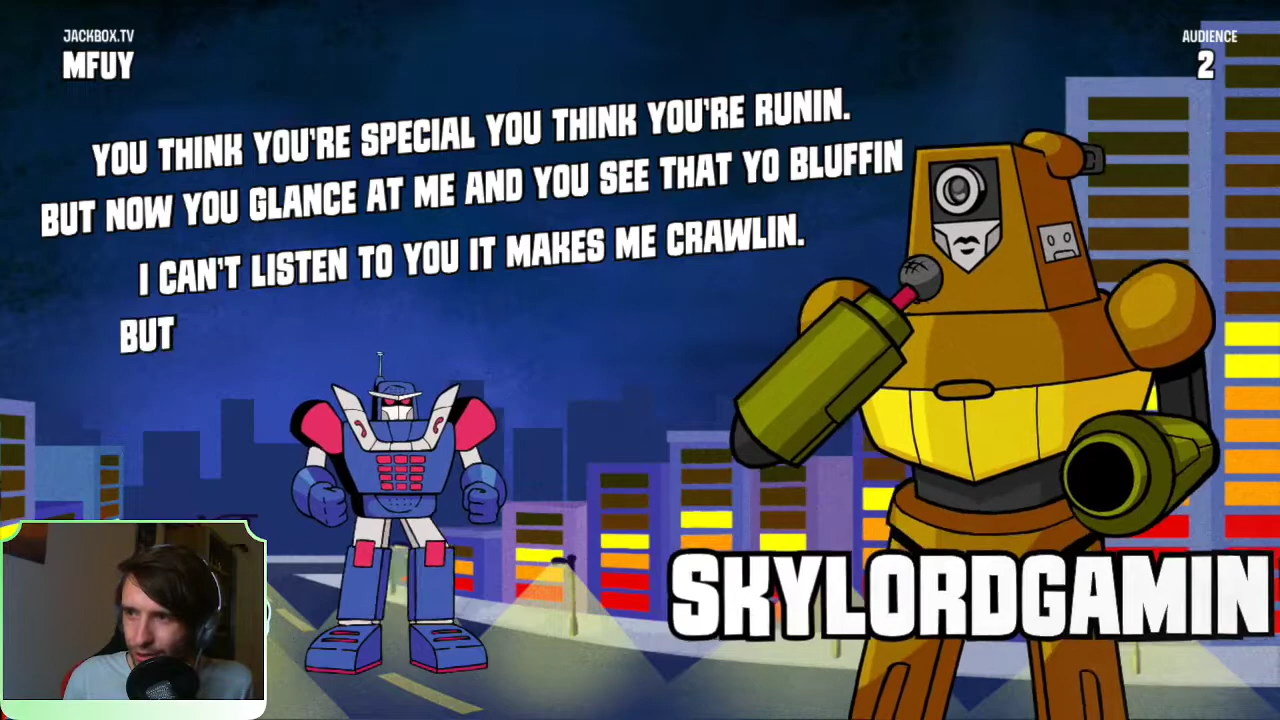 JACKBOX.TV
MFUY
AUDIENCE
2
YOU THINK YOU'RE SPECIAL YOU THINK YOU'RE RUNIN.
BUT NOW YOU GLANCE AT ME AND YOU SEE THAT YO BLUFFIN
I CAN'T LISTEN TO YOU IT MAKES ME CRAWLIN.
BUT
SKYLORDGAMIN